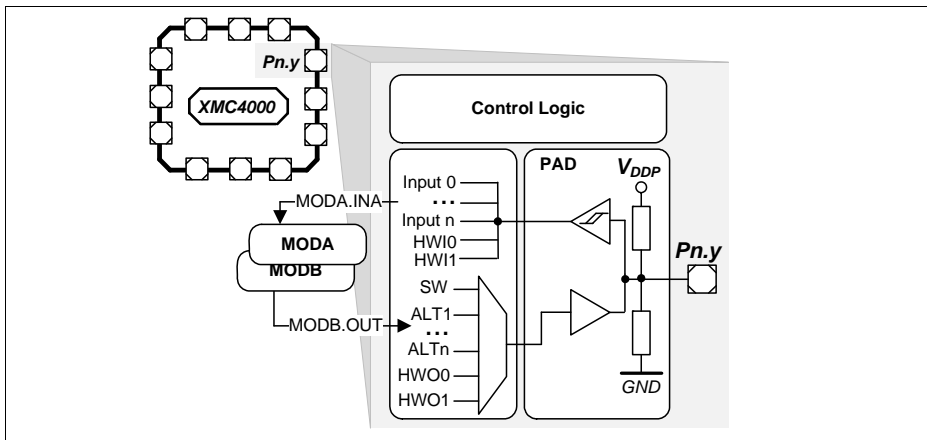 Pn.y
XMC4000
Control Logic
PAD
VDDP
Input 0
...
Input n
HWI0
HWI1
MODA.INA
MODA
MODB
MODB.OUT
SW
ALT1
...
ALTn
HWO0
HWO1
Pn.y
GND